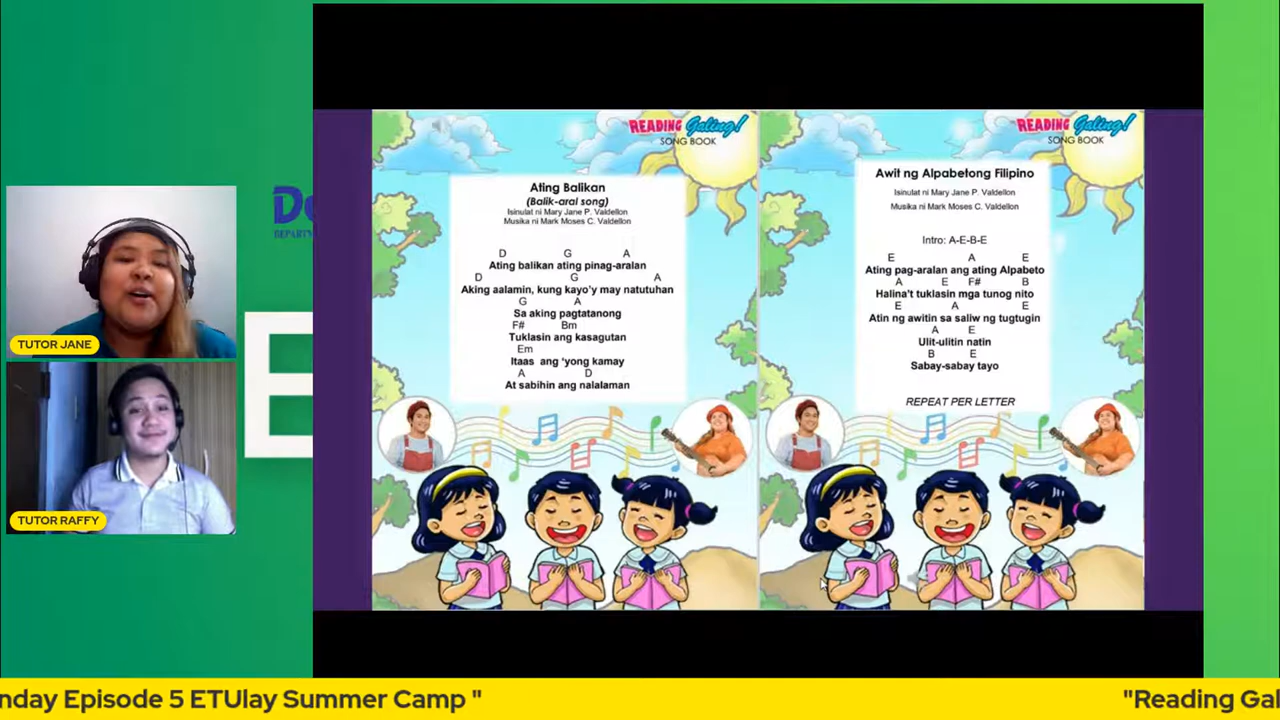 READING Galing!
SONG BOOK
Ating Balikan
(Balik-aral song)
Isinulat ni Mary Jane P. Valdellon
Musika ni Mark Moses C. Valdellon
D G A
Ating balikan ating pinag-aralan
D G A
Aking aalamin, kung kayo’y may natutuhan
G A
Sa aking pagtatanong
F# Bm
Tuklasin ang kasagutan
Em
Itaas ang ‘yong kamay
A D
At sabihin ang nalalaman
READING Galing!
SONG BOOK
Awit ng Alpabetong Filipino
Isinulat ni Mary Jane P. Valdellon
Musika ni Mark Moses C. Valdellon
Intro: A-E-B-E
E A E
Ating pag-aralan ang ating Alpabeto
A E F# B
Halina’t tuklasin mga tunog nito
E A E
Atin ng awitin sa saliw ng tugtugin
A E
Ulit-ulitin natin
B E
Sabay-sabay tayo
REPEAT PER LETTER
TUTOR JANE
TUTOR RAFFY
De
DEPARTM
E
nday Episode 5 ETUlay Summer Camp "
"Reading Gal